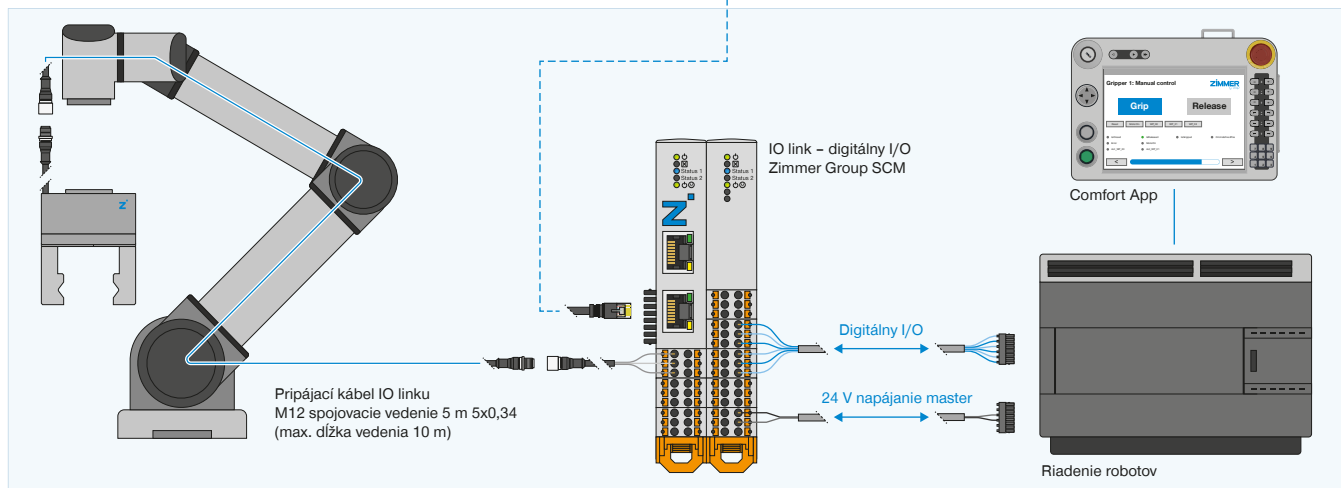 Gripper 1: Manual control
ZIMMER
Grip
Release
<
>
Comfort App
IO link – digitálny I/O
Zimmer Group SCM
Status 1
Status 2
Status 1
Status 2
Z
Z
Digitálny I/O
24 V napájanie master
Pripájací kábel IO linku
M12 spojovacie vedenie 5 m 5x0,34
(max. dĺžka vedenia 10 m)
Riadenie robotov